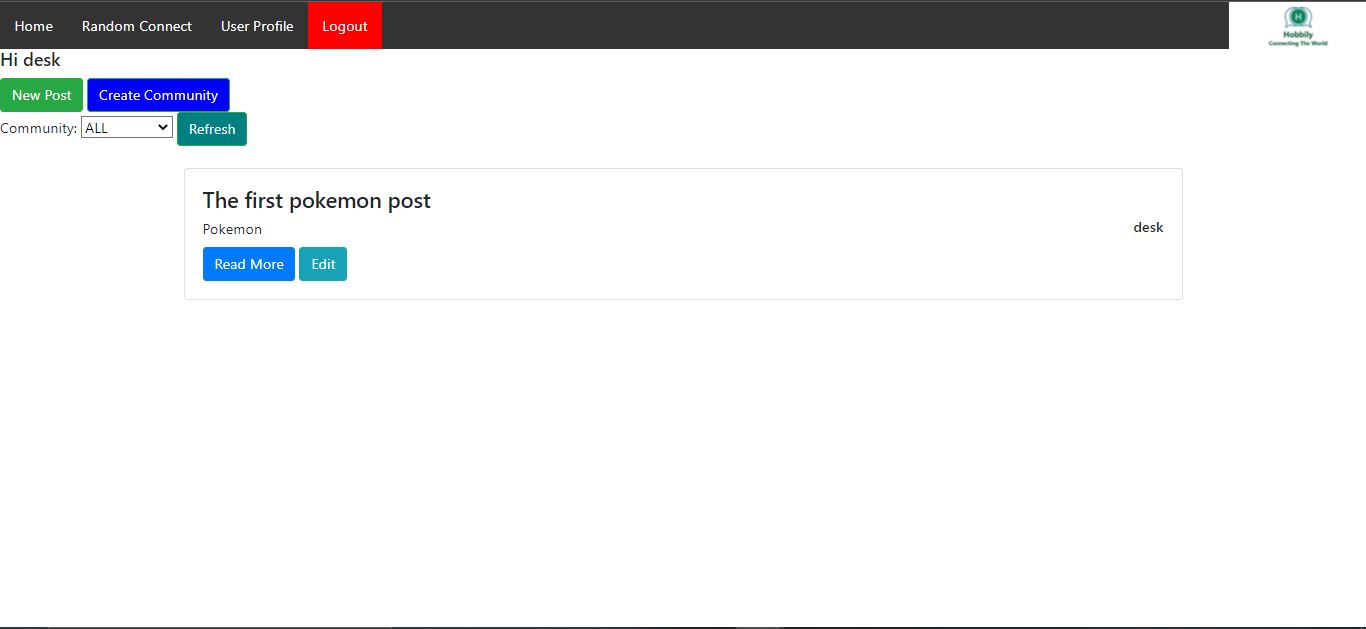 Home Random Connect User Profile Logout
H
Hobbily
Connecting The World
Hi desk
New Post Create Community
Community: ALL Refresh
The first pokemon post
Pokemon
desk
Read More Edit